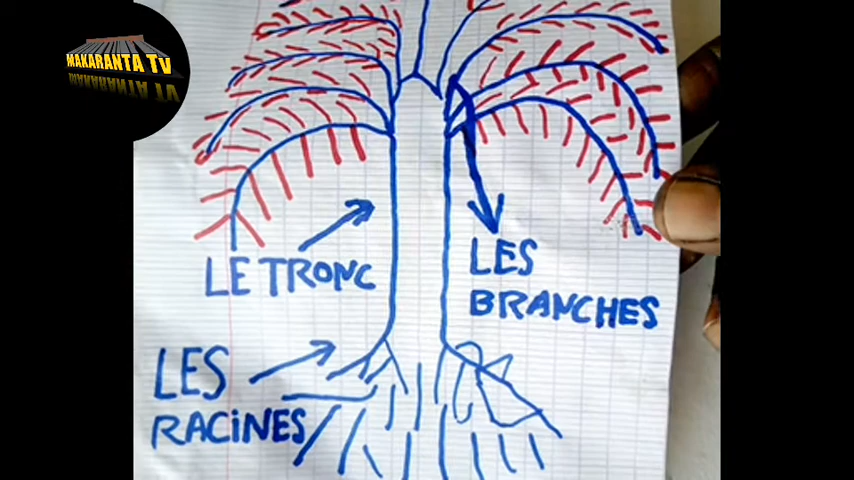 MAKARANTA Tv
LE TRONC
LES
BRANCHES
LES
RACINES